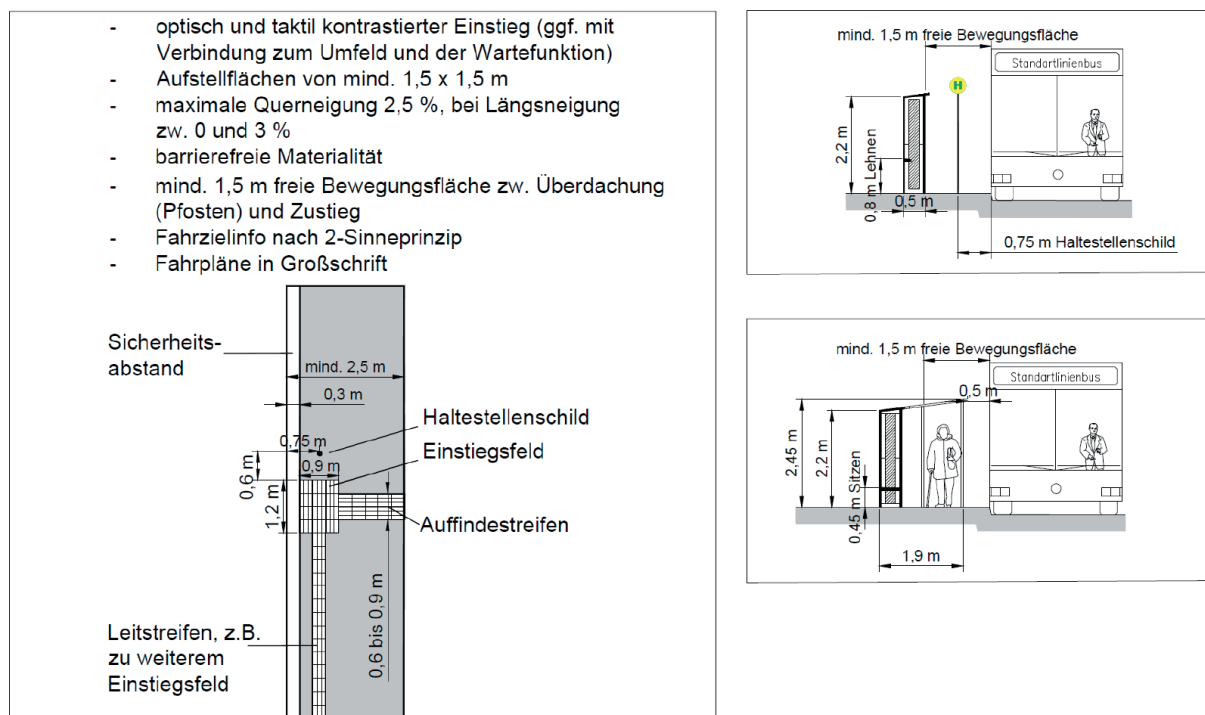 - optisch und taktil kontrastierter Einstieg (ggf. mit
Verbindung zum Umfeld und der Wartefunktion)
- Aufstellflächen von mind. 1,5 x 1,5 m
- maximale Querneigung 2,5 %, bei Längsneigung
zw. 0 und 3 %
- barrierefreie Materialität
- mind. 1,5 m freie Bewegungsfläche zw. Überdachung
(Pfosten) und Zustieg
- Fahrzielinfo nach 2-Sinneprinzip
- Fahrpläne in Großschrift
Sicherheits-
abstand
mind. 2,5 m
0,3 m
Haltestellenschild
0,75 m
Einstiegsfeld
0,9 m
0,6 m
1,2 m
Auffindestreifen
0,6 bis 0,9 m
Leitstreifen, z.B.
zu weiterem
Einstiegsfeld
mind. 1,5 m freie Bewegungsfläche
Standartlinienbus
H
2,2 m
0,8 m Lehnen
0,5 m
0,75 m Haltestellenschild
mind. 1,5 m freie Bewegungsfläche
Standartlinienbus
0,5 m
2,45 m
2,2 m
0,45 m Sitzen
1,9 m